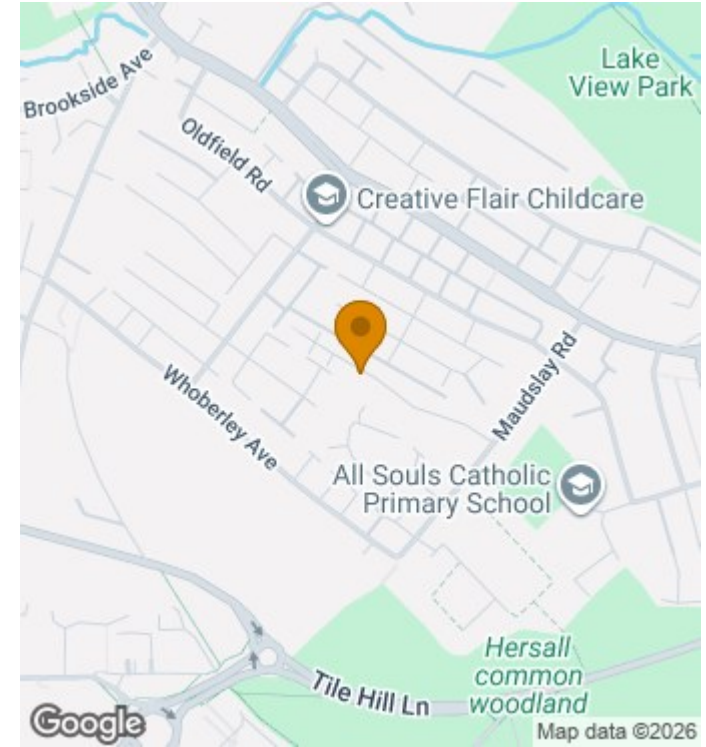 Lake
View Park
Brookside Ave
Oldfield Rd
Creative Flair Childcare
Maudslay Rd
Whoberley Ave
All Souls Catholic
Primary School
Hersall
common
woodland
Tile Hill Ln
Google
Map data ©2026